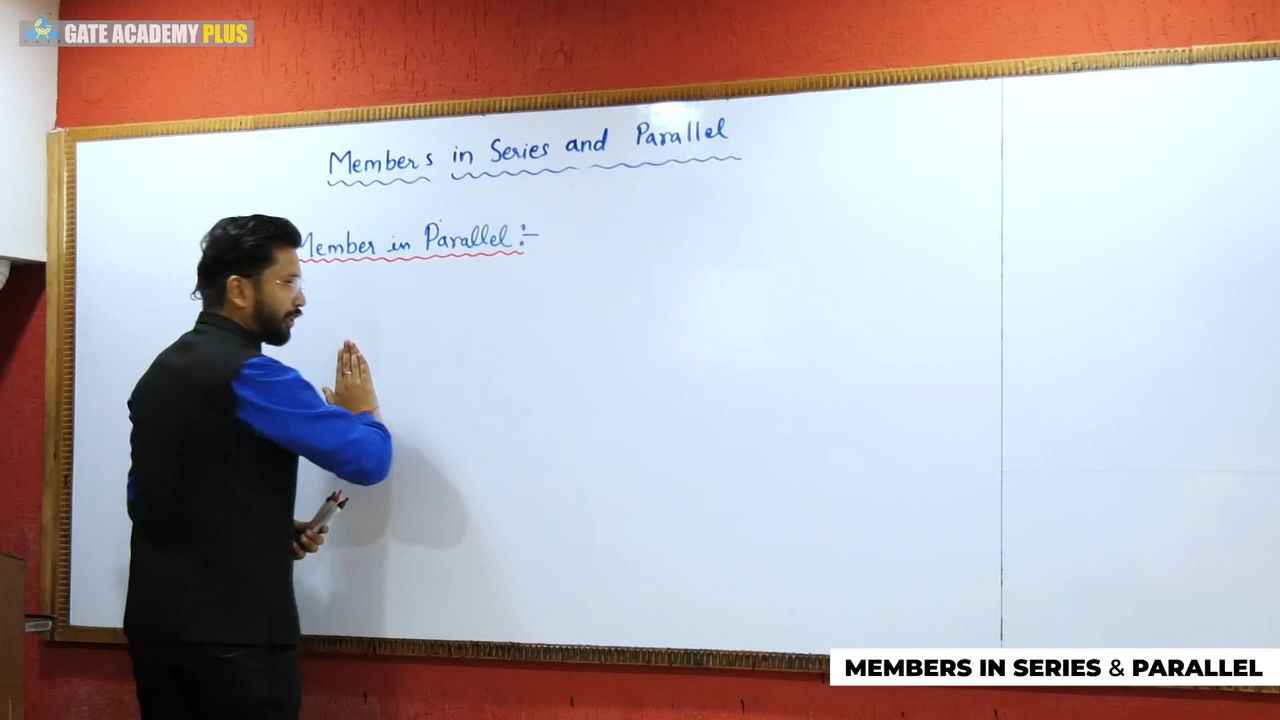 GATE ACADEMY PLUS
Members in Series and Parallel
Member in Parallel :-
MEMBERS IN SERIES & PARALLEL